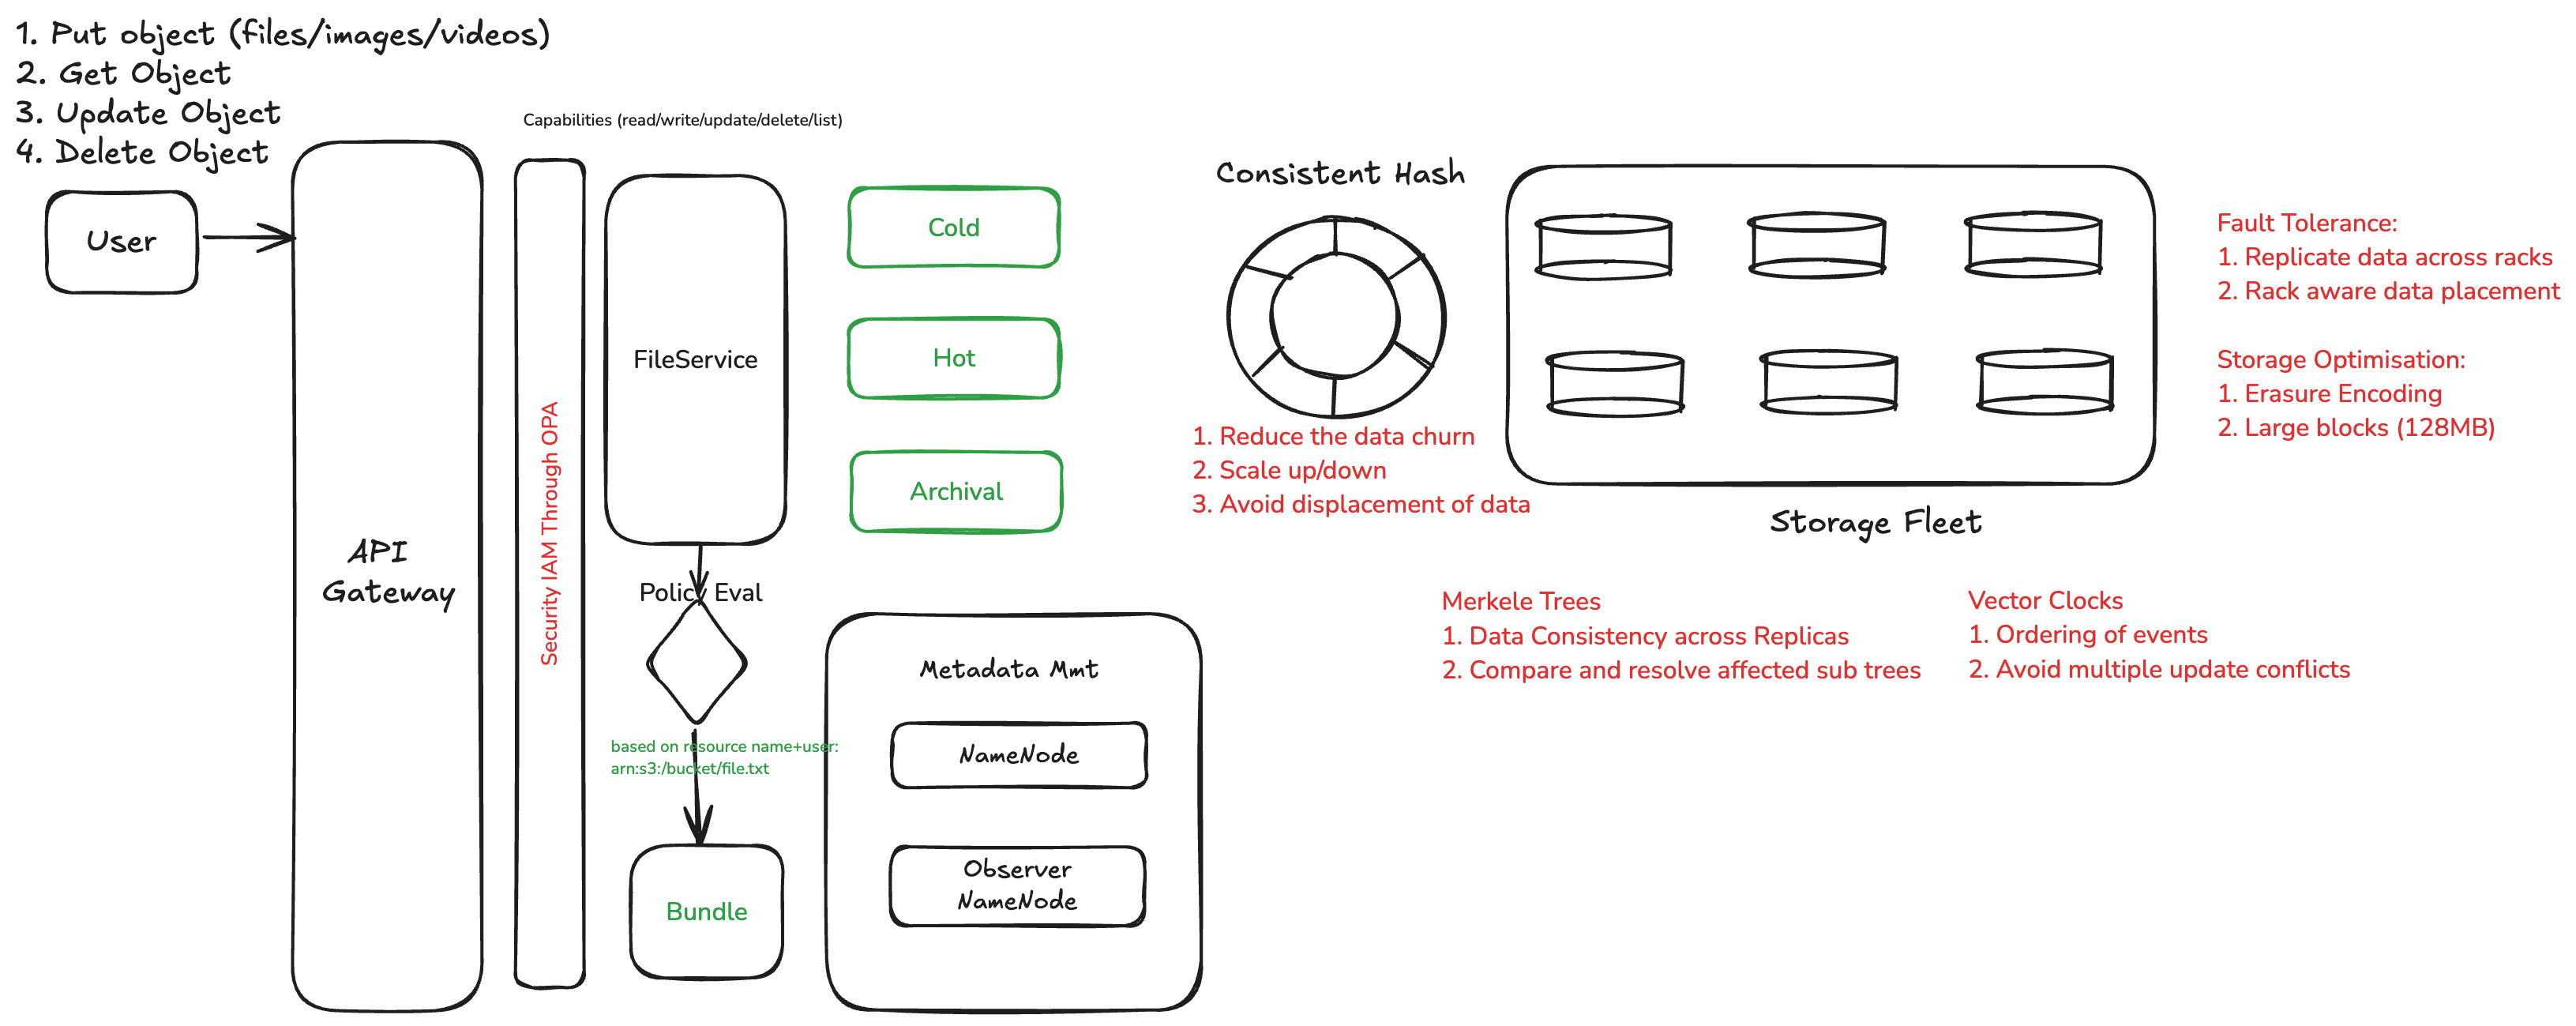 1. Put object (files/images/videos)
2. Get Object
3. Update Object
4. Delete Object
User
API
Gateway
Capabilities (read/write/update/delete/list)
Security IAM Through OPA
FileService
Policy Eval
based on resource name+user:
arn:s3:/bucket/file.txt
Bundle
Cold
Hot
Archival
Metadata Mmt
NameNode
Observer
NameNode
Consistent Hash
1. Reduce the data churn
2. Scale up/down
3. Avoid displacement of data
Storage Fleet
Fault Tolerance:
1. Replicate data across racks
2. Rack aware data placement
Storage Optimisation:
1. Erasure Encoding
2. Large blocks (128MB)
Merkele Trees
1. Data Consistency across Replicas
2. Compare and resolve affected sub trees
Vector Clocks
1. Ordering of events
2. Avoid multiple update conflicts